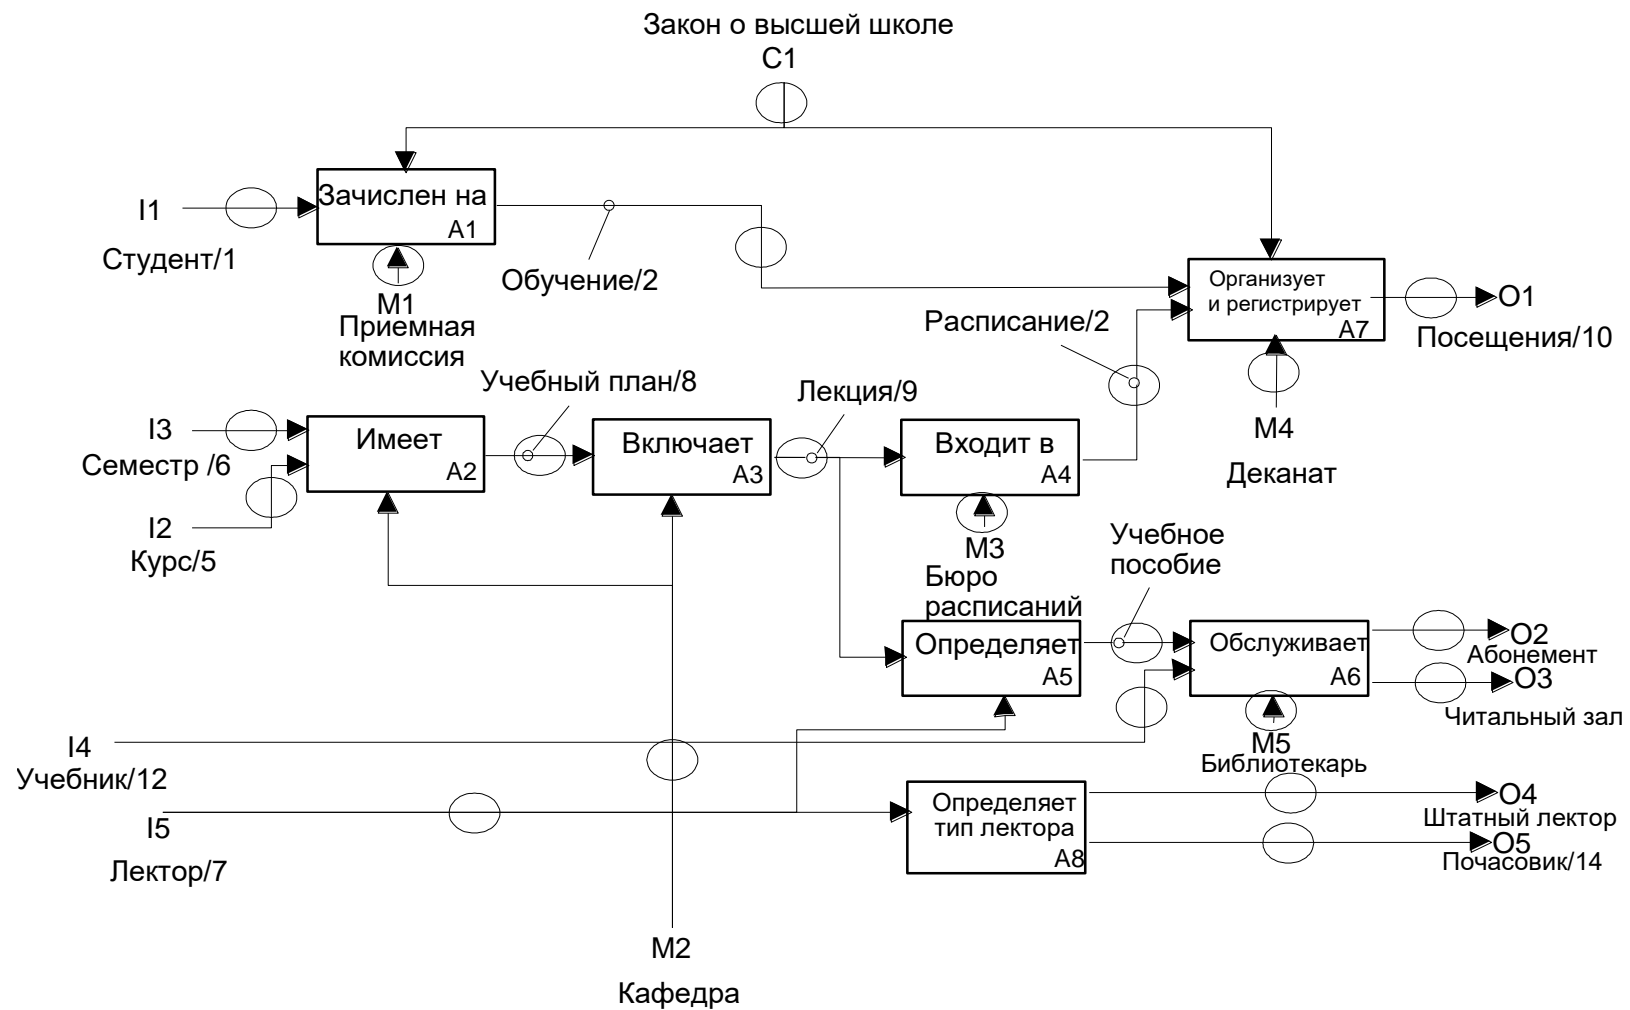 Закон о высшей школе
C1
Зачислен на
A1
I1
Студент/1
Обучение/2
M1
Приемная
комиссия
Организует
и регистрирует
A7
O1
Посещения/10
Расписание/2
M4
Деканат
Учебный план/8
Лекция/9
I3
Семестр /6
Имеет
A2
Включает
A3
Входит в
A4
I2
Курс/5
M3
Бюро
расписаний
Учебное
пособие
Определяет
A5
Обслуживает
A6
O2
Абонемент
O3
Читальный зал
I4
Учебник/12
M5
Библиотекарь
I5
Лектор/7
Определяет
тип лектора
A8
O4
Штатный лектор
O5
Почасовик/14
M2
Кафедра